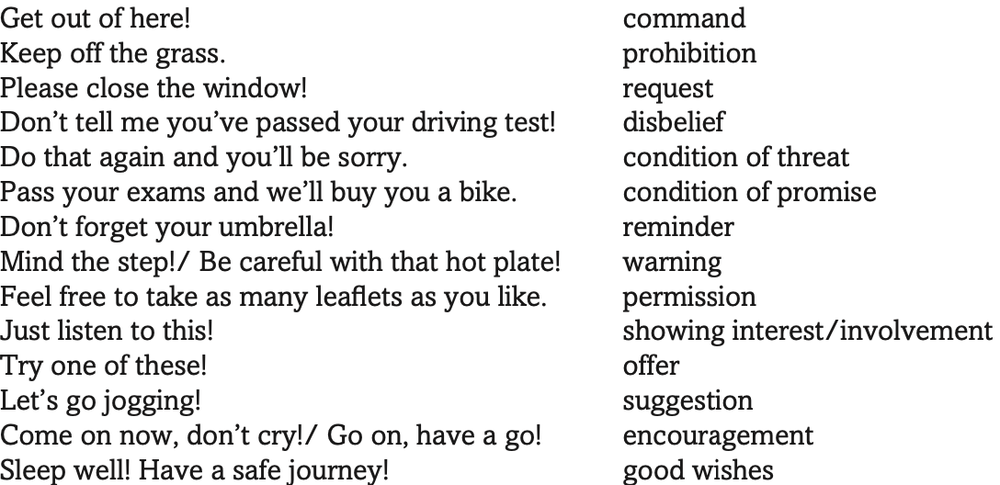 Get out of here! command
Keep off the grass. prohibition
Please close the window! request
Don’t tell me you’ve passed your driving test! disbelief
Do that again and you’ll be sorry. condition of threat
Pass your exams and we’ll buy you a bike. condition of promise
Don’t forget your umbrella! reminder
Mind the step!/ Be careful with that hot plate! warning
Feel free to take as many leaflets as you like. permission
Just listen to this! showing interest/involvement
Try one of these! offer
Let’s go jogging! suggestion
Come on now, don’t cry!/ Go on, have a go! encouragement
Sleep well! Have a safe journey! good wishes